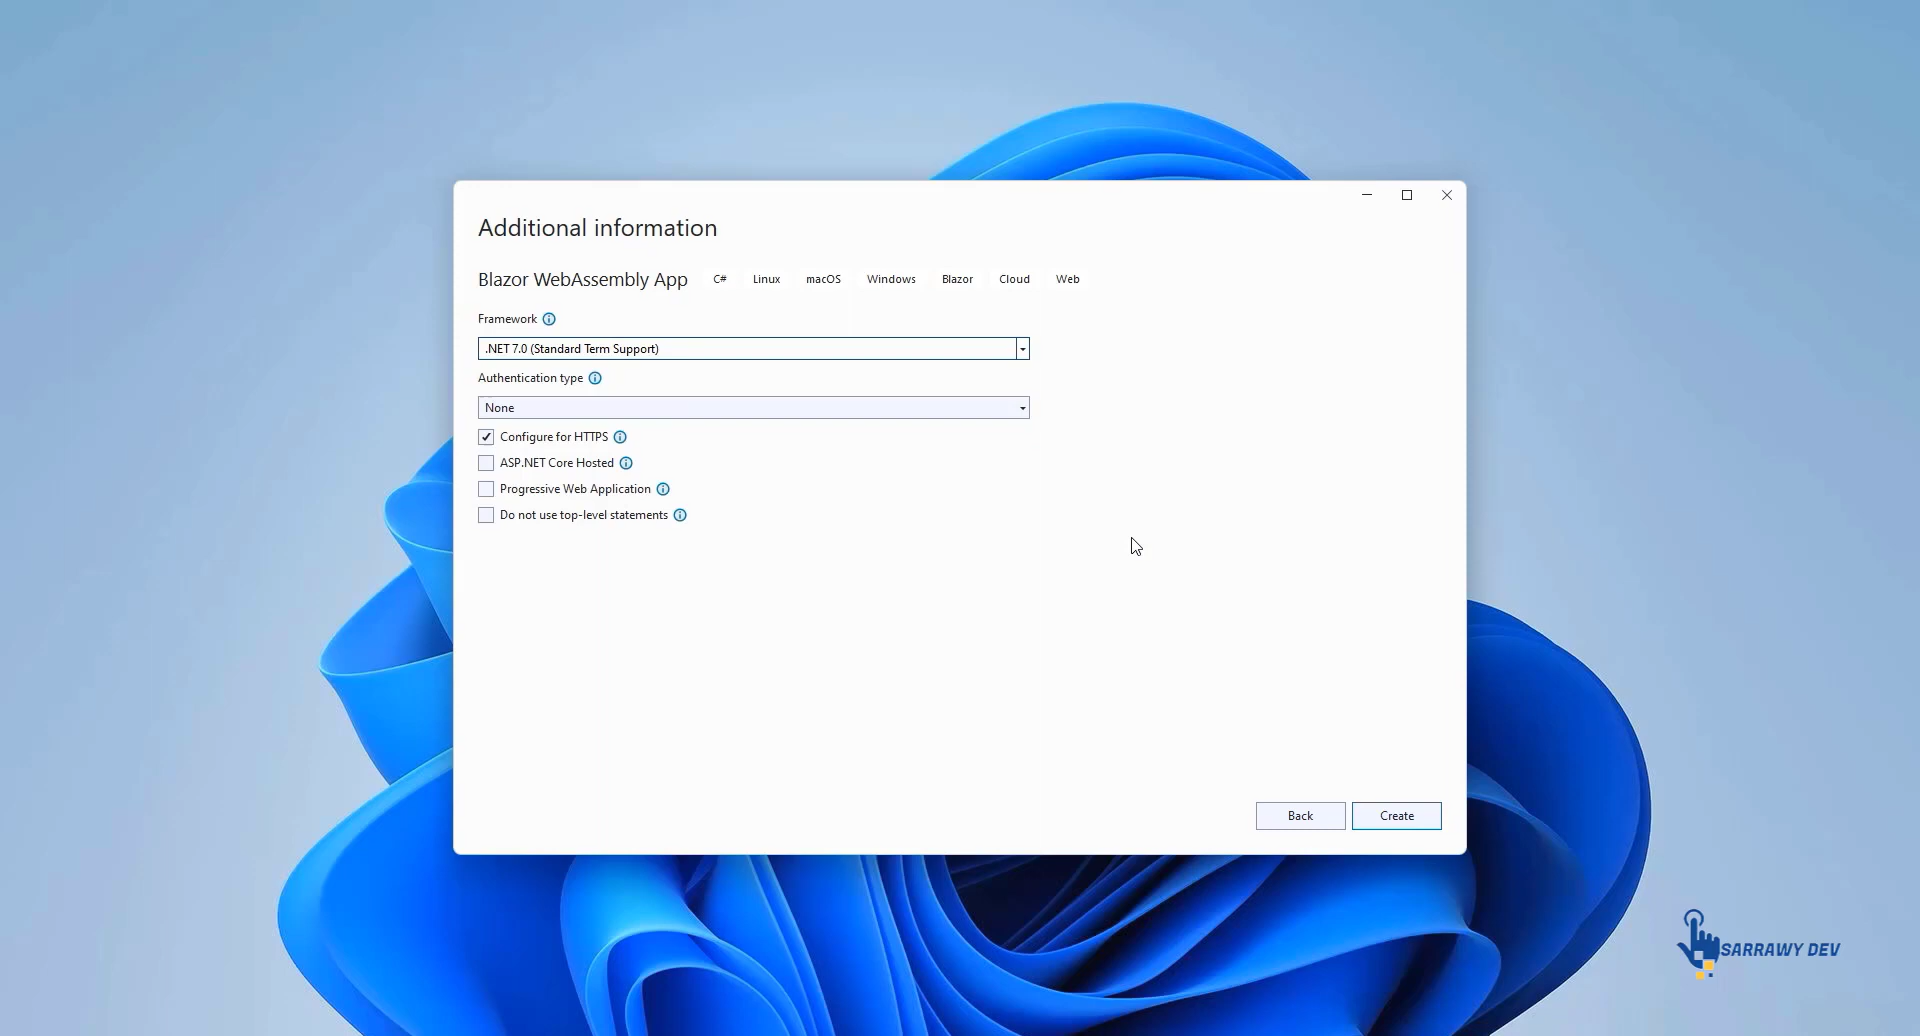 Additional information
Blazor WebAssembly App C# Linux macOS Windows Blazor Cloud Web
Framework
.NET 7.0 (Standard Term Support)
Authentication type
None
Configure for HTTPS
ASP.NET Core Hosted
Progressive Web Application
Do not use top-level statements
Back Create
SARRAWY DEV